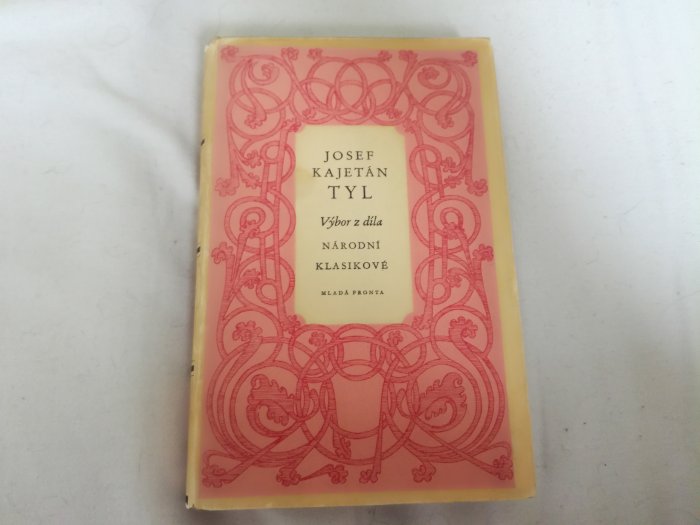 JOSEF
KAJETÁN
TYL
Výbor z díla
NÁRODNÍ
KLASIKOVÉ
MLADÁ FRONTA